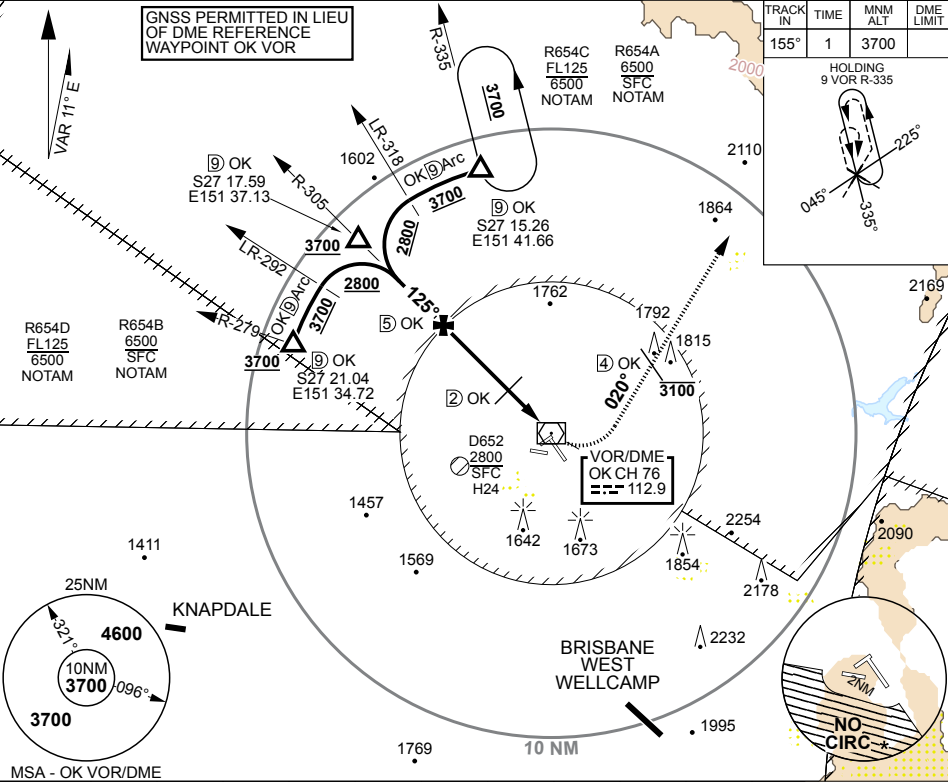 GNSS PERMITTED IN LIEU
OF DME REFERENCE
WAYPOINT OK VOR
VAR 11° E
TRACK IN
TIME
MNM ALT
DME LIMIT
155°
1
3700
HOLDING
9 VOR R-335
225°
045°
335°
R-335
3700
R654C
FL125
6500
NOTAM
R654A
6500
SFC
NOTAM
2000
2110
1864
2169
LR-318
1602
OK 9 Arc
3700
9 OK
S27 17.59
E151 37.13
R-305
2800
9 OK
S27 15.26
E151 41.66
3700
LR-292
2800
OK 9 Arc
3700
125°
5 OK
1762
1792
1815
R-279
3700
9 OK
S27 21.04
E151 34.72
R654D
FL125
6500
NOTAM
R654B
6500
SFC
NOTAM
4 OK
3100
020°
2 OK
D652
2800
SFC
H24
VOR/DME
OK CH 76
112.9
1457
1642
1673
1854
2254
2090
1411
1569
2178
25NM
321°
4600
10NM
3700
096°
3700
MSA - OK VOR/DME
KNAPDALE
2232
BRISBANE
WEST
WELLCAMP
1995
1769
10 NM
2NM
NO
CIRC *